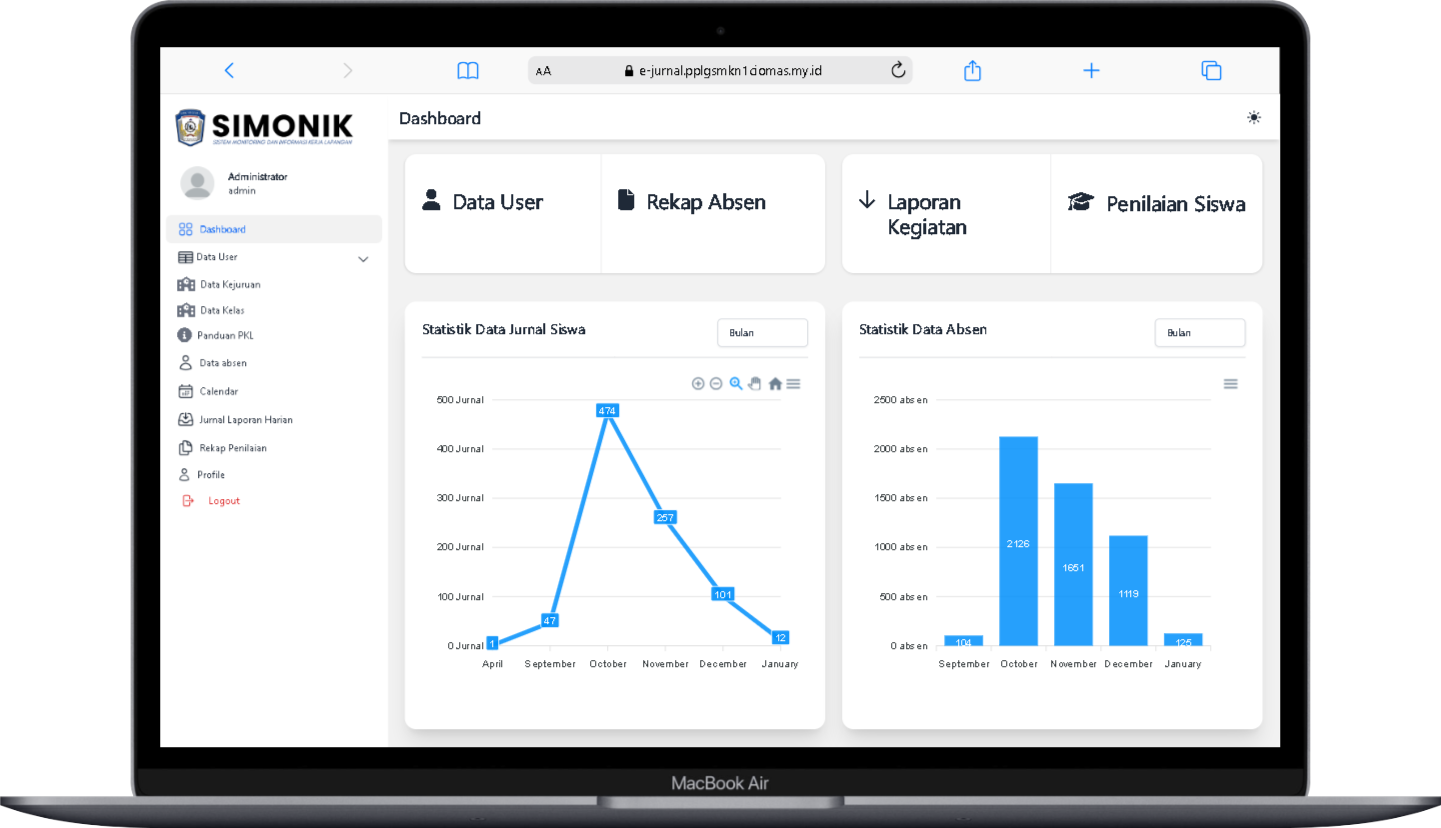 AA e-jurnal.pplgsmkn1ciomas.my.id
SIMONIK
SISTEM MONITORING DAN INFORMASI KERJA LAPANGAN
Administrator
admin
Dashboard
Data User
Data Kejuruan
Data Kelas
Panduan PKL
Data absen
Calendar
Jurnal Laporan Harian
Rekap Penilaian
Profile
Logout
Dashboard
Data User
Rekap Absen
Laporan
Kegiatan
Penilaian Siswa
Statistik Data Jurnal Siswa
Bulan
500 Jurnal
400 Jurnal
300 Jurnal
200 Jurnal
100 Jurnal
0 Jurnal
1
47
474
257
101
12
April September October November December January
Statistik Data Absen
Bulan
2500 absen
2000 absen
1500 absen
1000 absen
500 absen
0 absen
104
2126
1651
1119
125
September October November December January
MacBook Air